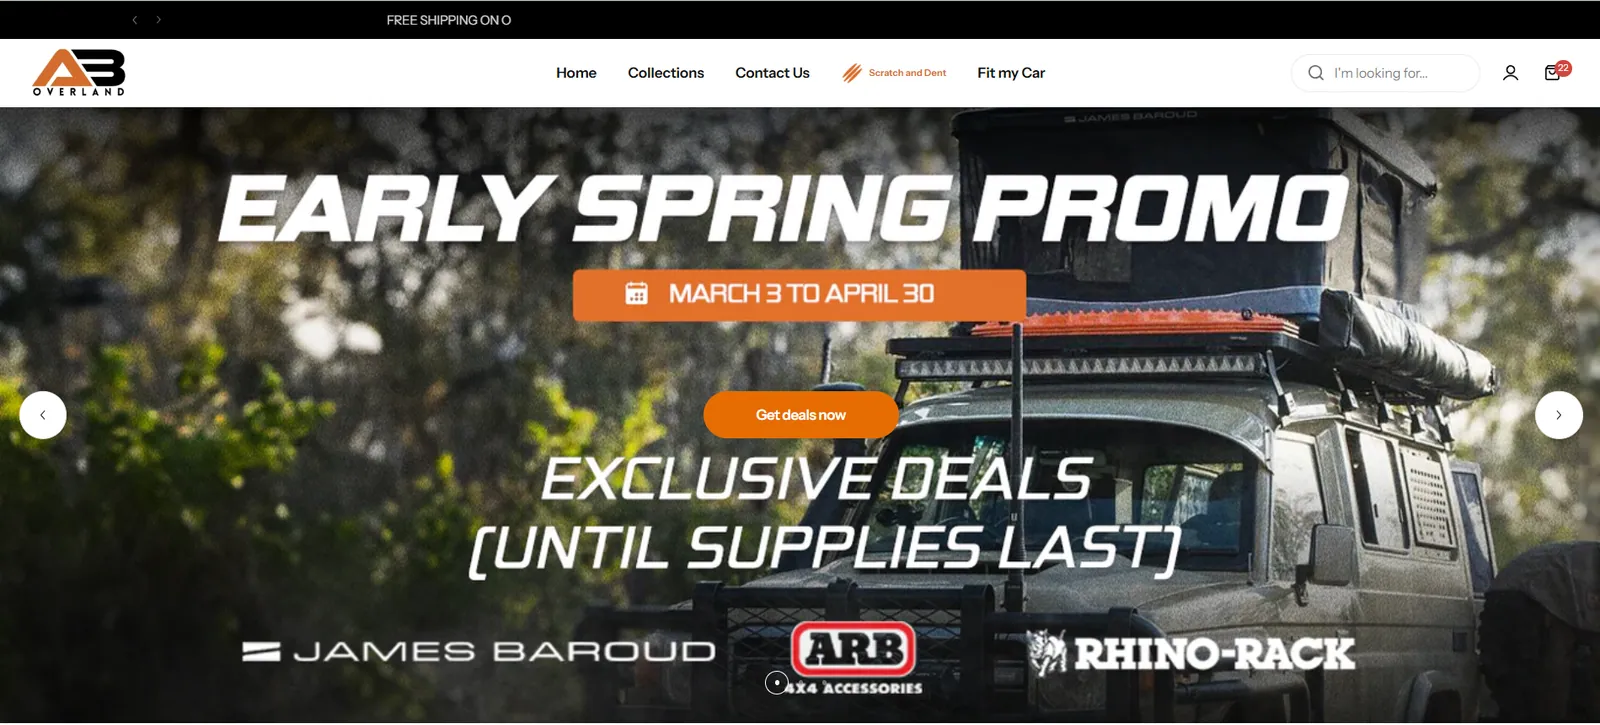 FREE SHIPPING ON O
AB
OVERLAND
Home
Collections
Contact Us
Scratch and Dent
Fit my Car
I'm looking for...
22
JAMES BAROUD
EARLY SPRING PROMO
MARCH 3 TO APRIL 30
Get deals now
EXCLUSIVE DEALS
(UNTIL SUPPLIES LAST)
JAMES BAROUD
ARB
4X4 ACCESSORIES
RHINO-RACK